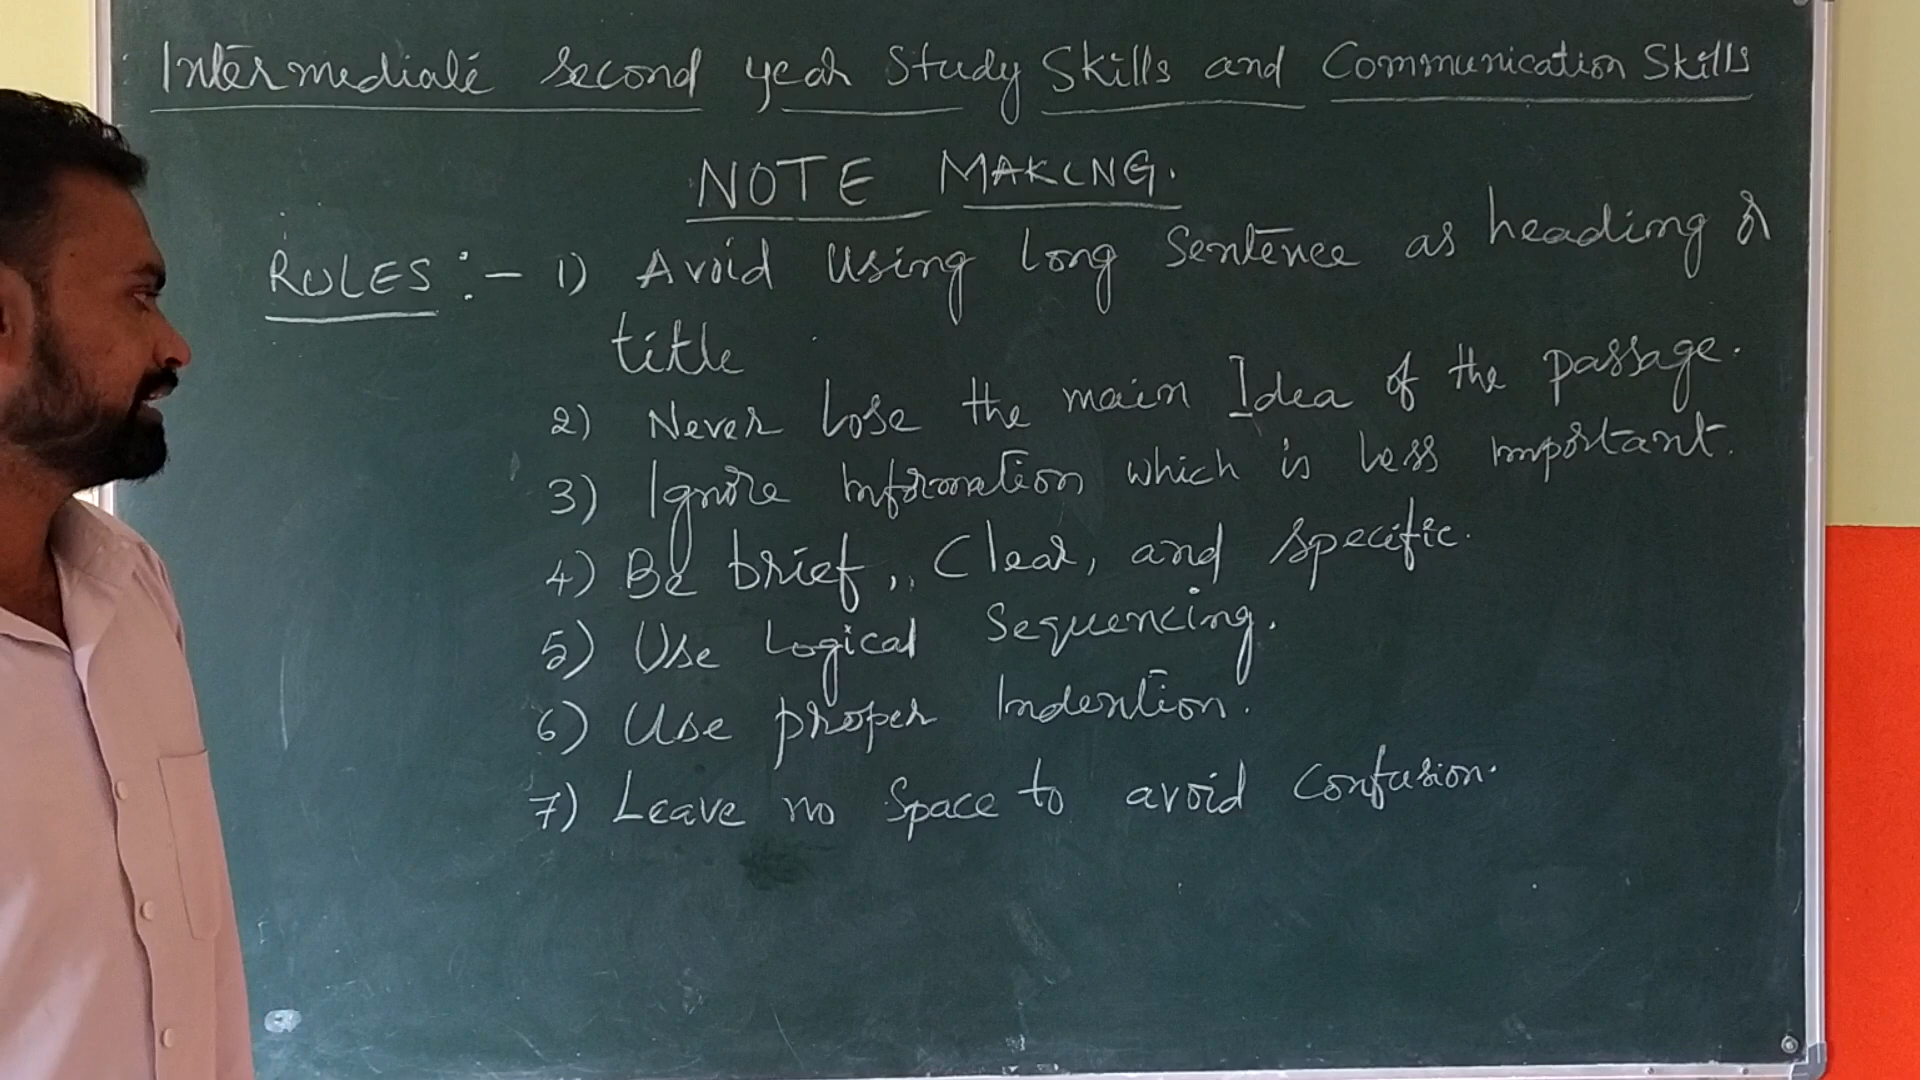 Intermediate Second year Study Skills and Communication Skills
NOTE MAKING.
RULES :- 1) Avoid Using Long Sentence as heading or
title
2) Never lose the main Idea of the passage.
3) Ignore Information which is less important.
4) Be brief, Clear, and specific.
5) Use Logical Sequencing.
6) Use proper Indention.
7) Leave no Space to avoid Confusion.